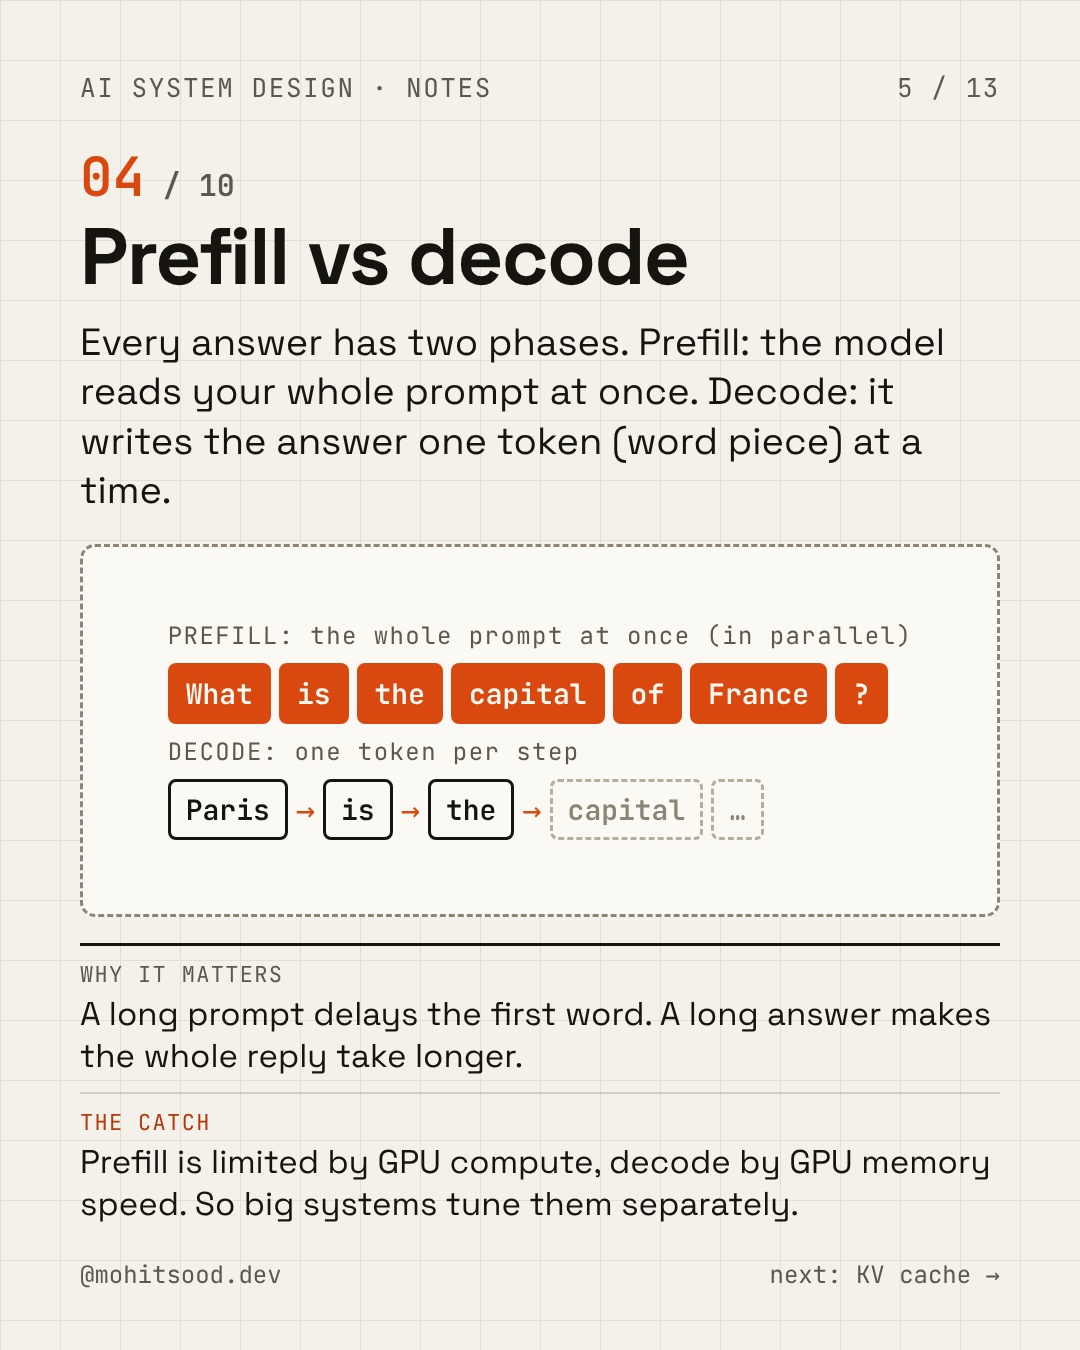 AI SYSTEM DESIGN · NOTES
5 / 13
04 / 10
Prefill vs decode
Every answer has two phases. Prefill: the model
reads your whole prompt at once. Decode: it
writes the answer one token (word piece) at a
time.
PREFILL: the whole prompt at once (in parallel)
What is the capital of France ?
DECODE: one token per step
Paris → is → the → capital …
WHY IT MATTERS
A long prompt delays the first word. A long answer makes
the whole reply take longer.
THE CATCH
Prefill is limited by GPU compute, decode by GPU memory
speed. So big systems tune them separately.
@mohitsood.dev
next: KV cache →